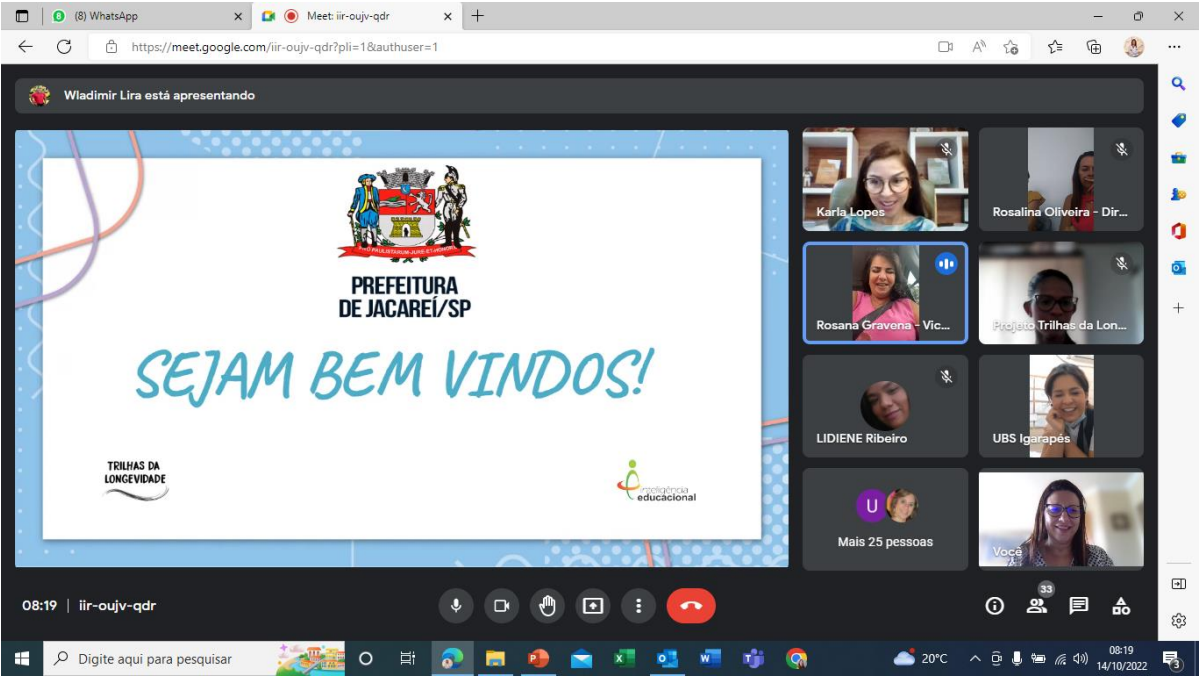 (8) WhatsApp
Meet: iir-oujv-qdr
https://meet.google.com/iir-oujv-qdr?pli=1&authuser=1
Wladimir Lira está apresentando
PREFEITURA
DE JACAREÍ/SP
SEJAM BEM VINDOS!
TRILHAS DA
LONGEVIDADE
inteligência
educacional
Karla Lopes
Rosalina Oliveira - Dir...
Rosana Gravena - Vic...
Projeto Trilhas da Lon...
LIDIENE Ribeiro
UBS Igarapés
U
Mais 25 pessoas
Você
08:19 | iir-oujv-qdr
33
Digite aqui para pesquisar
20°C
08:19
14/10/2022
3